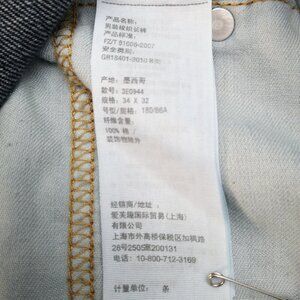 产品名称：
男装梭织长裤
产品标准：
FZ/T 81006-2007
安全类别：
GB18401-2010 B类
产地：墨西哥
款号：3E0944
规格：34 X 32
号型/规格：180/86A
纤维含量：
100% 棉
装饰物除外
经销商/地址：
爱芙趣国际贸易(上海)
有限公司
上海市外高桥保税区加枫路
28号2505室200131
电话：10-800-712-3169
计量单位： 条